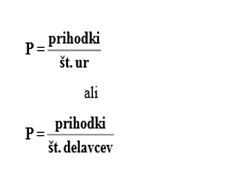 P = prihodki
št. ur
ali
P = prihodki
št. delavcev